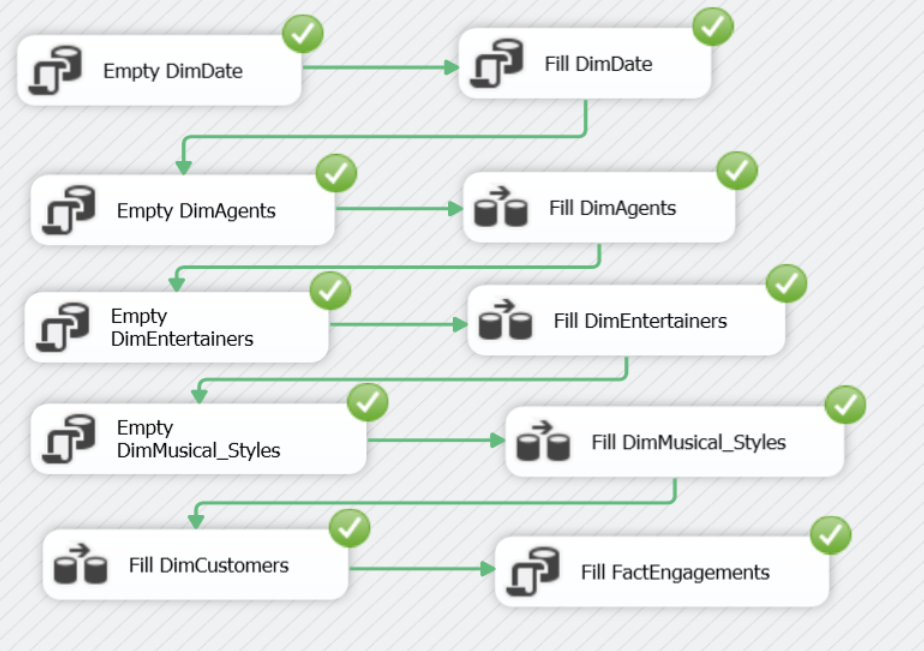 Empty DimDate
Fill DimDate
Empty DimAgents
Fill DimAgents
Empty
DimEntertainers
Fill DimEntertainers
Empty
DimMusical_Styles
Fill DimMusical_Styles
Fill DimCustomers
Fill FactEngagements